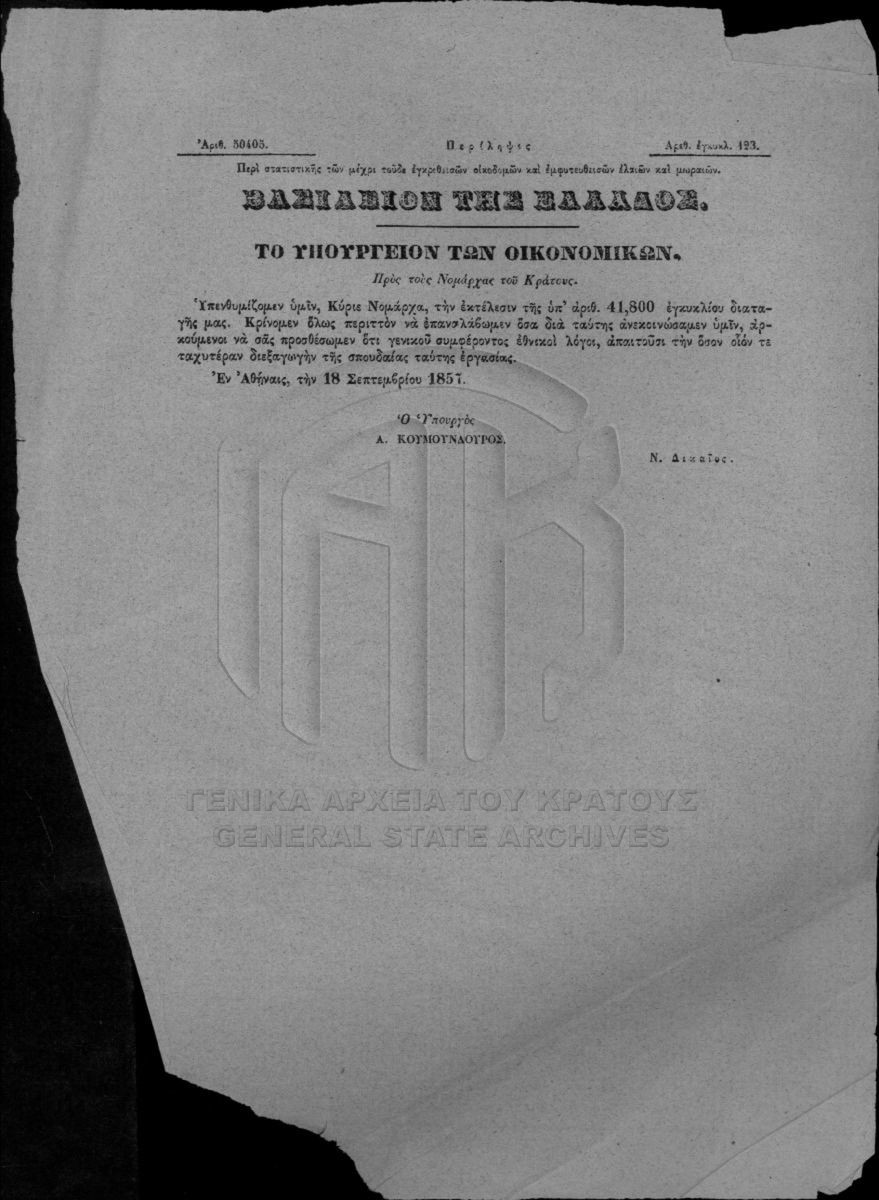 Ἀριθ. 50405. Περίληψις Αριθ. ἐγκυκλ. 123.
Περὶ στατιστικῆς τῶν μέχρι τοῦδε ἐγκριθεισῶν οἰκοδομῶν καὶ ἐμφυτευθεισῶν ἐλαιῶν καὶ μωραιῶν.
ΒΑΣΙΛΕΙΟΝ ΤΗΣ ΕΛΛΑΔΟΣ.
ΤΟ ΥΠΟΥΡΓΕΙΟΝ ΤΩΝ ΟΙΚΟΝΟΜΙΚΩΝ.
Πρὸς τοὺς Νομάρχας τοῦ Κράτους.
Ὑπενθυμίζομεν ὑμῖν, Κύριε Νομάρχα, τὴν ἐκτέλεσιν τῆς ὑπ' ἀριθ. 41,800 ἐγκυκλίου διατα-
γῆς μας. Κρίνομεν ὅλως περιττὸν νὰ ἐπαναλάβωμεν ὅσα διὰ ταύτης ἀνεκοινώσαμεν ὑμῖν, ἀρ-
κούμενοι νὰ σᾶς προσθέσωμεν ὅτι γενικοῦ συμφέροντος ἐθνικοὶ λόγοι, ἀπαιτοῦσι τὴν ὅσον οἷόν τε
ταχυτέραν διεξαγωγὴν τῆς σπουδαίας ταύτης ἐργασίας.
Ἐν Ἀθήναις, τὴν 18 Σεπτεμβρίου 1857.
Ὁ Ὑπουργὸς
Α. ΚΟΥΜΟΥΝΔΟΥΡΟΣ.
Ν. Δικαῖος.
ΓΕΝΙΚΑ ΑΡΧΕΙΑ ΤΟΥ ΚΡΑΤΟΥΣ
GENERAL STATE ARCHIVES